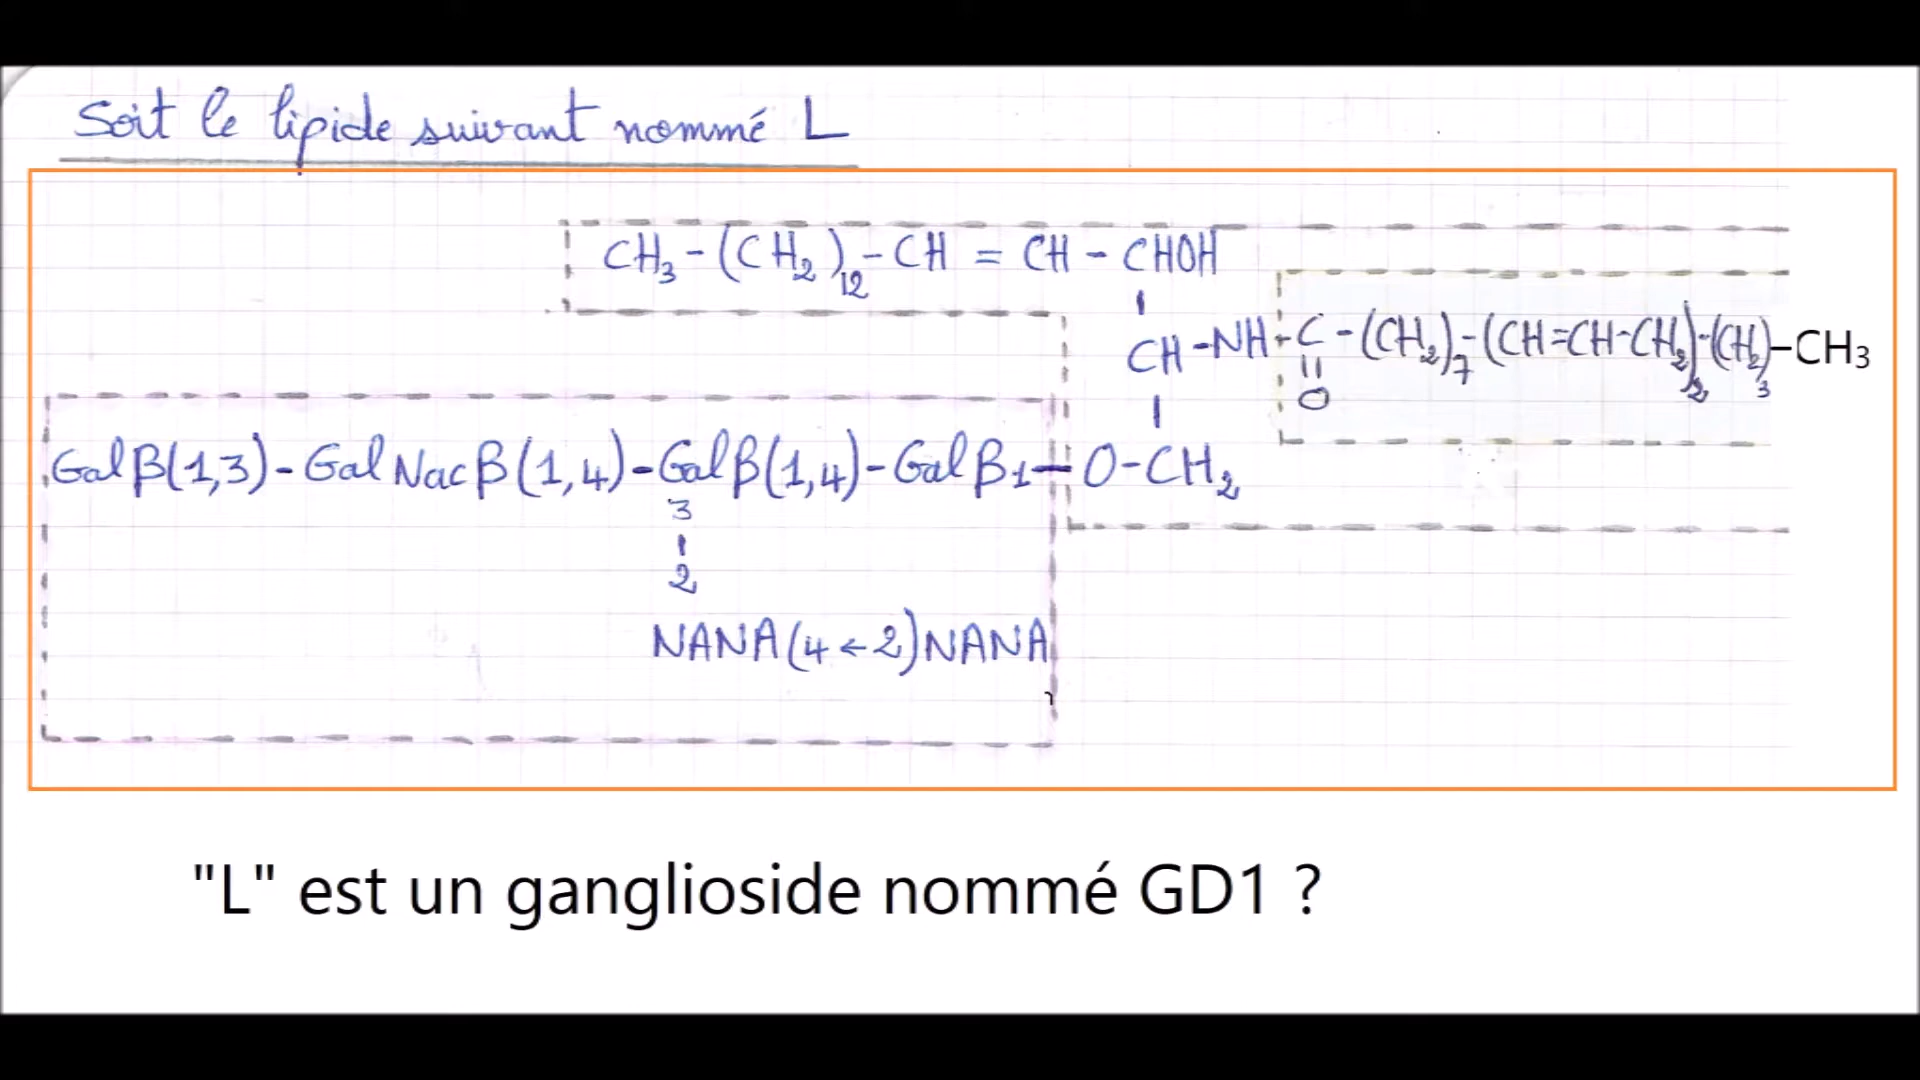 Soit le lipide suivant nommé L
CH₃-(CH₂)₁₂-CH = CH - CHOH
CH-NH-C-(CH₂)₇-(CH=CH-CH₂)₂-(CH₂)₃-CH₃
O
Galβ(1,3)-GalNacβ(1,4)-Galβ(1,4)-Galβ1-O-CH₂
3
2
NANA(4←2)NANA
"L" est un ganglioside nommé GD1 ?